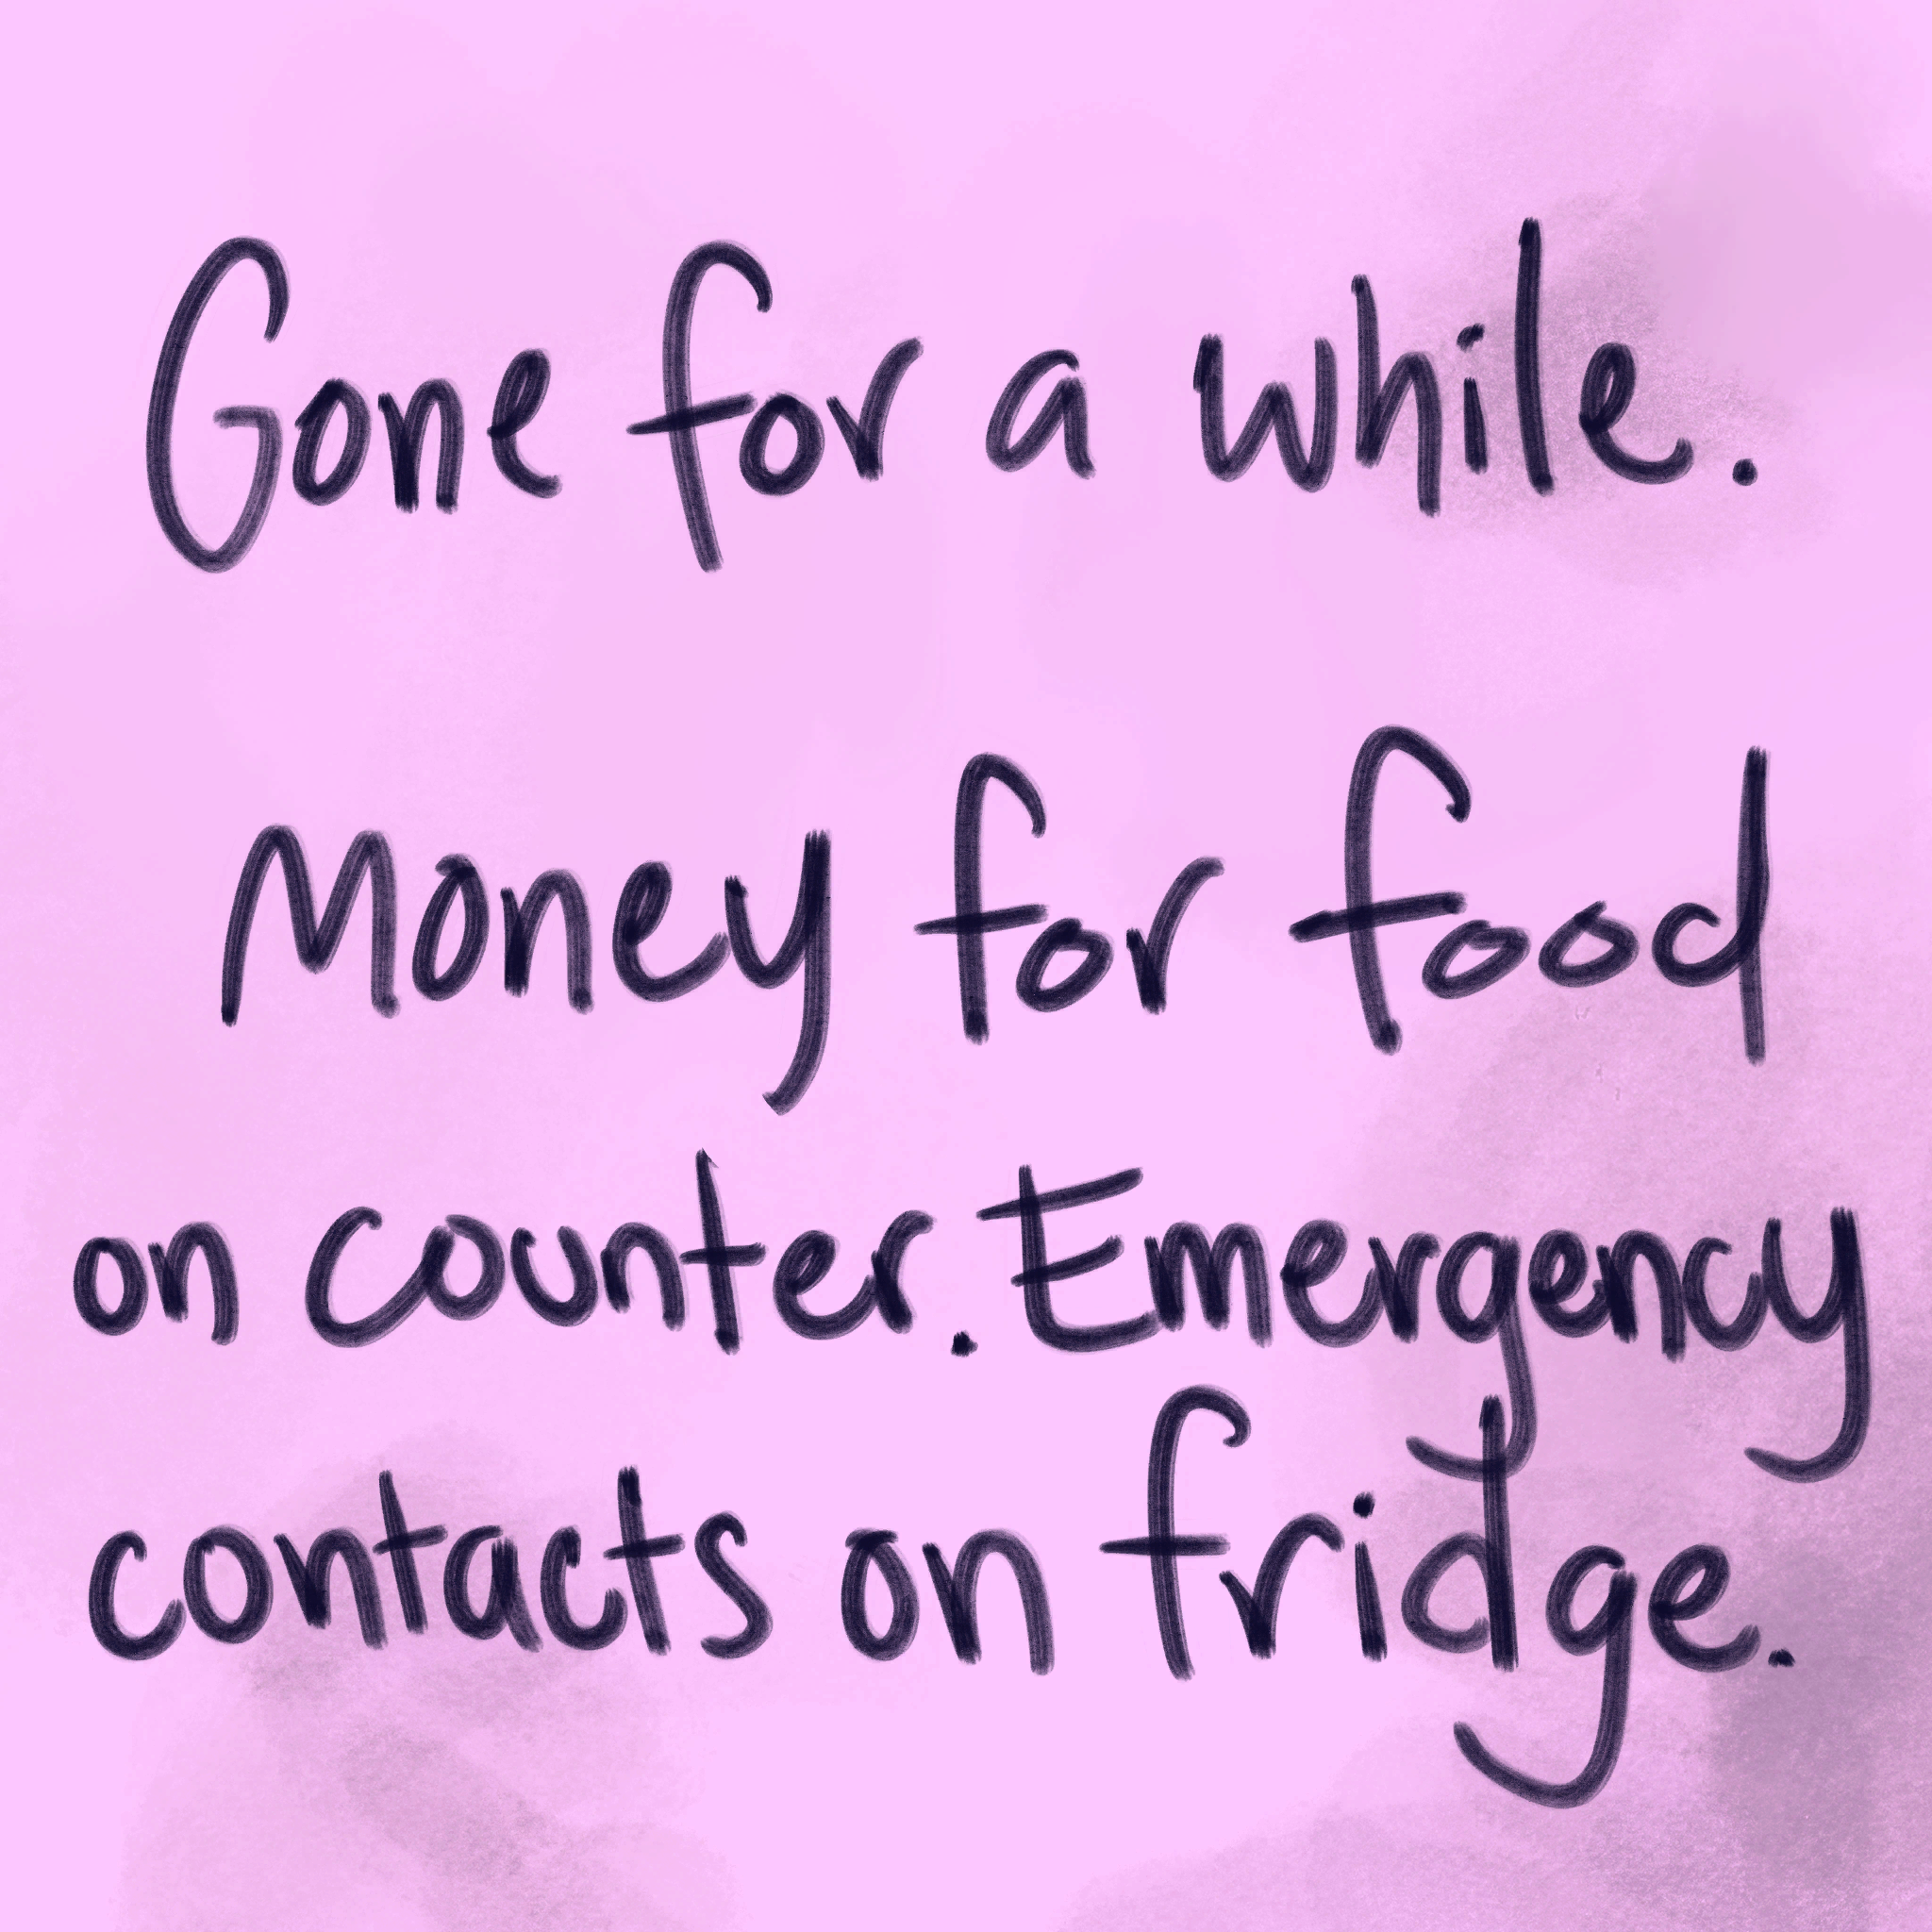 Gone for a while.
Money for food
on counter. Emergency
contacts on fridge.